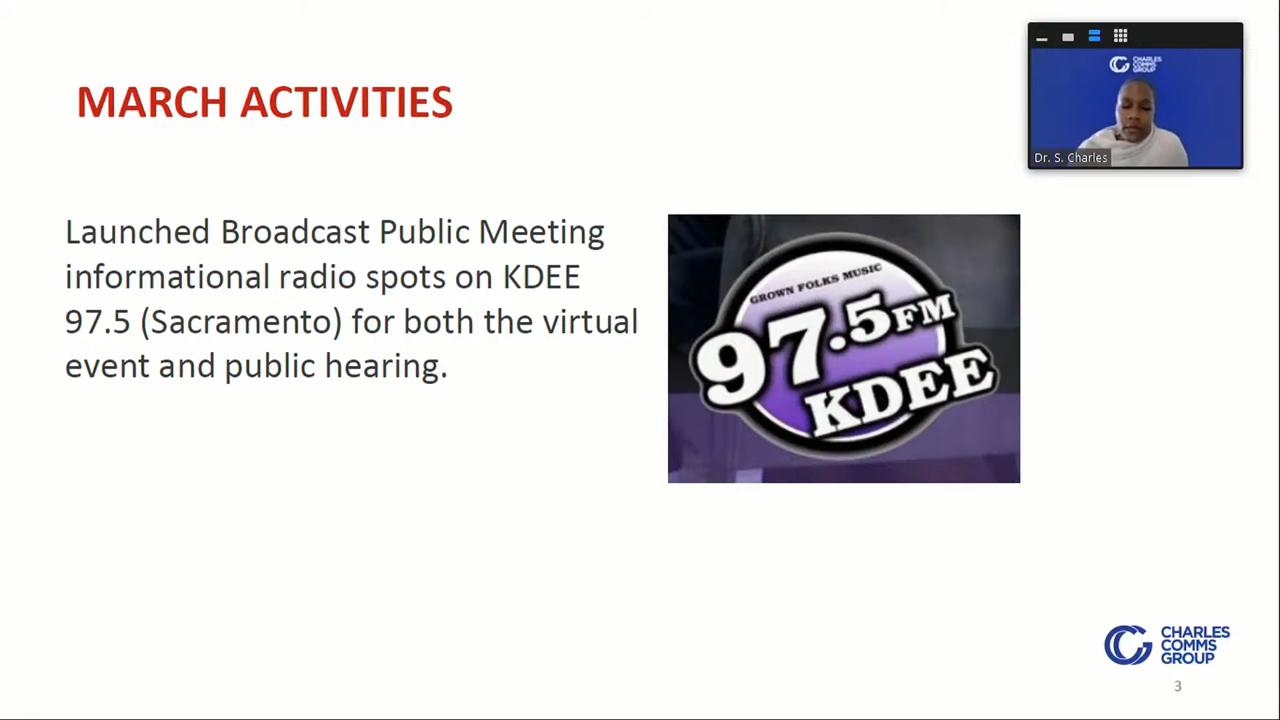 MARCH ACTIVITIES
CHARLES
COMMS
GROUP
Dr. S. Charles
Launched Broadcast Public Meeting
informational radio spots on KDEE
97.5 (Sacramento) for both the virtual
event and public hearing.
GROWN FOLKS MUSIC
97.5FM
KDEE
CHARLES
COMMS
GROUP
3